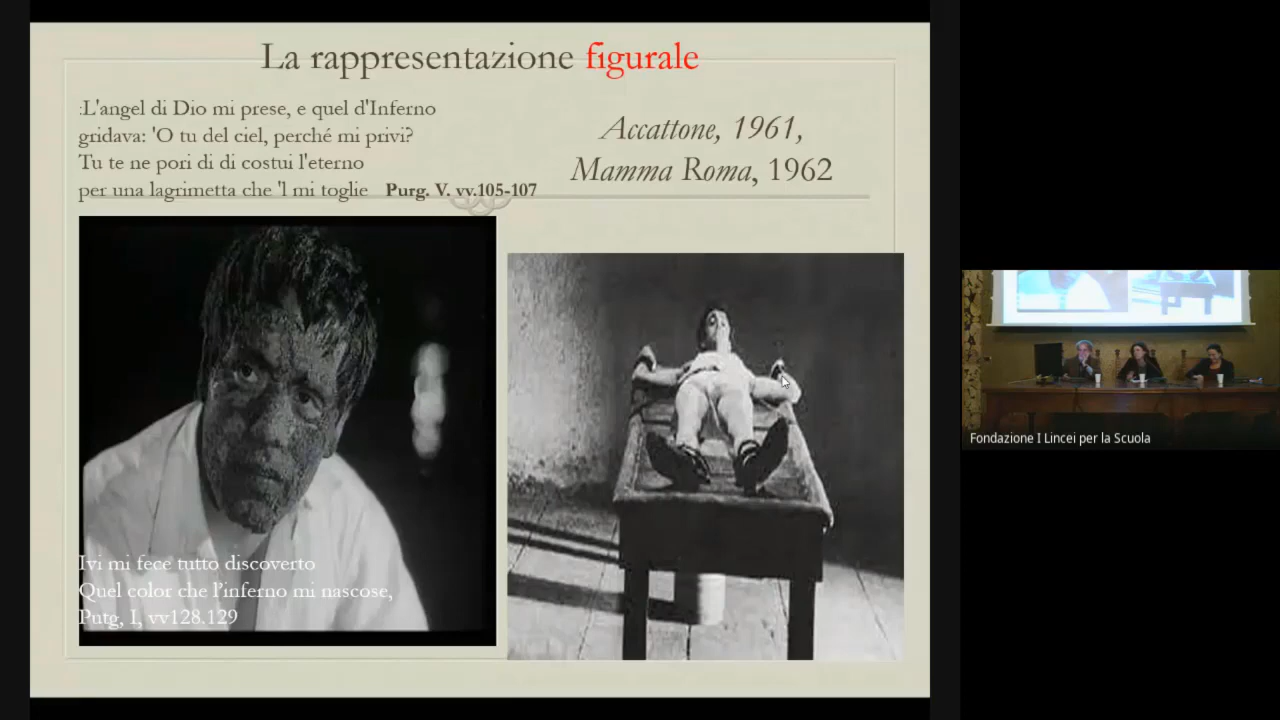 La rappresentazione figurale
:L'angel di Dio mi prese, e quel d'Inferno
gridava: 'O tu del ciel, perché mi privi?
Tu te ne pori di di costui l'eterno
per una lagrimetta che 'l mi toglie Purg. V. vv.105-107
Accattone, 1961,
Mamma Roma, 1962
Ivi mi fece tutto discoverto
Quel color che l'inferno mi nascose,
Putg, I, vv128.129
Fondazione I Lincei per la Scuola